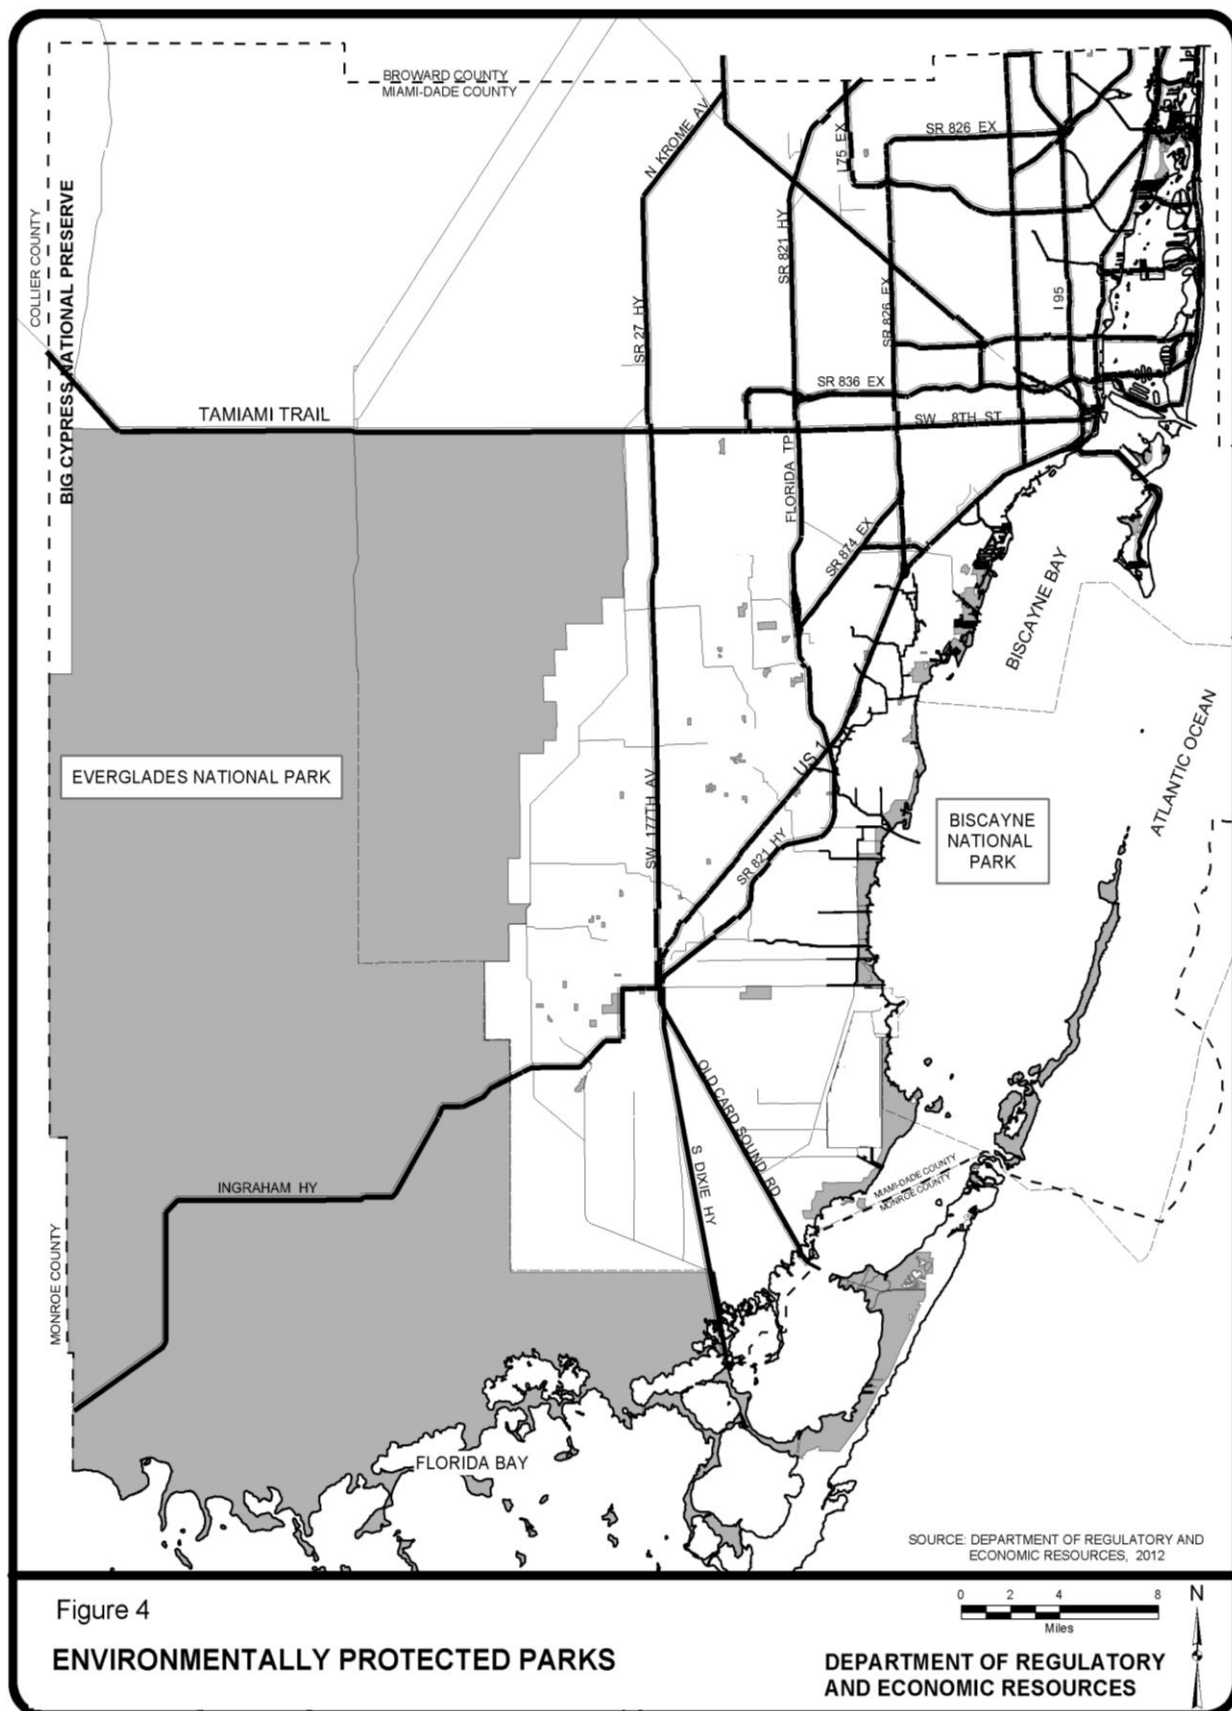 BROWARD COUNTY
MIAMI-DADE COUNTY
N KROME AV
I 75 EX
SR 826 EX
COLLIER COUNTY
BIG CYPRESS NATIONAL PRESERVE
SR 27 HY
SR 821 HY
SR 826 EX
I 95
SR 836 EX
TAMIAMI TRAIL
SW 8TH ST
FLORIDA TP
SR 874 EX
BISCAYNE BAY
ATLANTIC OCEAN
EVERGLADES NATIONAL PARK
US 1
SW 177TH AV
SR 821 HY
BISCAYNE
NATIONAL
PARK
OLD CARD SOUND RD
S DIXIE HY
MIAMI-DADE COUNTY
MONROE COUNTY
INGRAHAM HY
MONROE COUNTY
FLORIDA BAY
SOURCE: DEPARTMENT OF REGULATORY AND
ECONOMIC RESOURCES, 2012
Figure 4
0 2 4 8
Miles
N
ENVIRONMENTALLY PROTECTED PARKS
DEPARTMENT OF REGULATORY
AND ECONOMIC RESOURCES